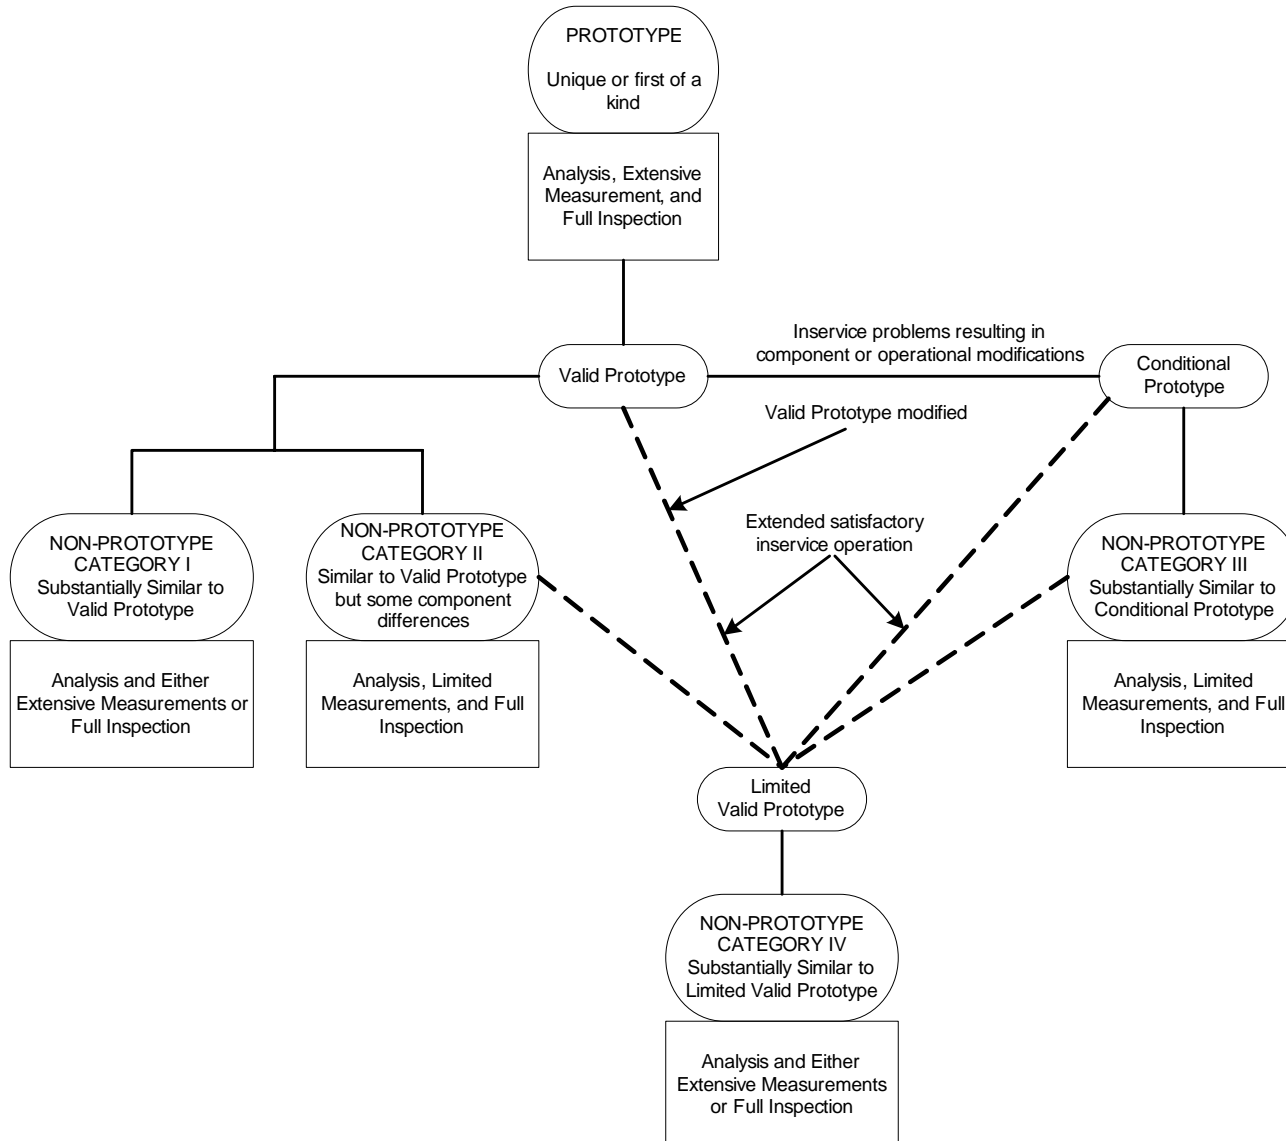 PROTOTYPE
Unique or first of a
kind
Analysis, Extensive
Measurement, and
Full Inspection
Inservice problems resulting in
component or operational modifications
Valid Prototype
Conditional
Prototype
Valid Prototype modified
Extended satisfactory
inservice operation
NON-PROTOTYPE
CATEGORY I
Substantially Similar to
Valid Prototype
Analysis and Either
Extensive Measurements or
Full Inspection
NON-PROTOTYPE
CATEGORY II
Similar to Valid Prototype
but some component
differences
Analysis, Limited
Measurements, and Full
Inspection
NON-PROTOTYPE
CATEGORY III
Substantially Similar to
Conditional Prototype
Analysis, Limited
Measurements, and Full
Inspection
Limited
Valid Prototype
NON-PROTOTYPE
CATEGORY IV
Substantially Similar to
Limited Valid Prototype
Analysis and Either
Extensive Measurements
or Full Inspection